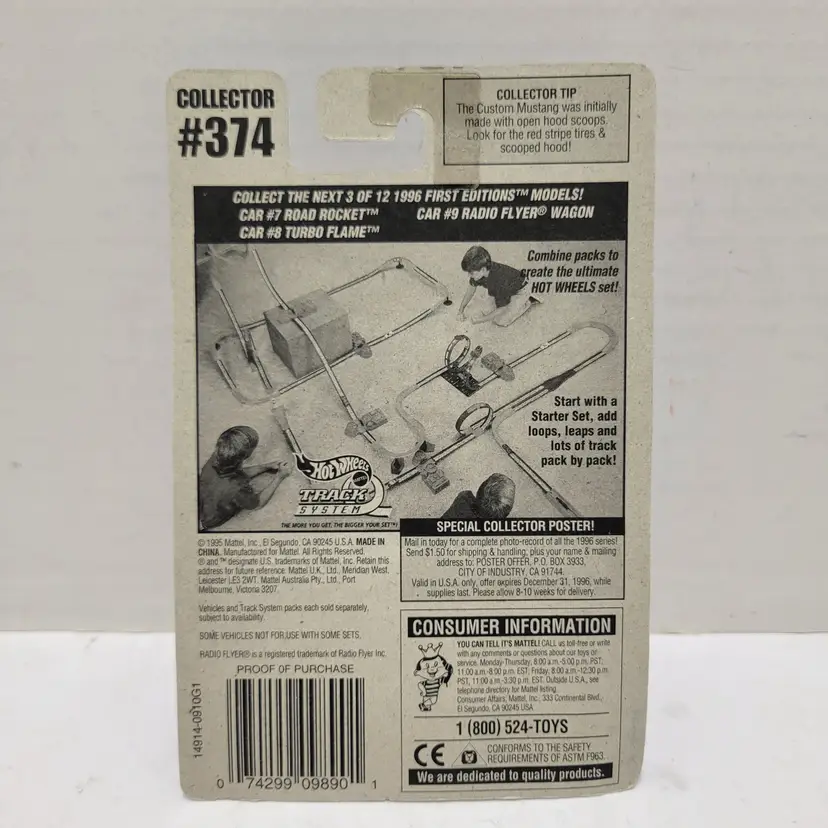 COLLECTOR
#374
COLLECTOR TIP
The Custom Mustang was initially
made with open hood scoops.
Look for the red stripe tires &
scooped hood!
COLLECT THE NEXT 3 OF 12 1996 FIRST EDITIONS™ MODELS!
CAR #7 ROAD ROCKET™ CAR #9 RADIO FLYER® WAGON
CAR #8 TURBO FLAME™
Combine packs to
create the ultimate
HOT WHEELS set!
Start with a
Starter Set, add
loops, leaps and
lots of track
pack by pack!
HOT WHEELS
MATTEL
TRACK
SYSTEM
THE MORE YOU GET, THE BIGGER YOUR SET™!
© 1995 Mattel, Inc., El Segundo, CA 90245 U.S.A. MADE IN
CHINA. Manufactured for Mattel. All Rights Reserved.
® and ™ designate U.S. trademarks of Mattel, Inc. Retain this
address for future reference: Mattel U.K., Ltd., Meridian West,
Leicester LE3 2WT. Mattel Australia Pty., Ltd., Port
Melbourne, Victoria 3207.
Vehicles and Track System packs each sold separately,
subject to availability.
SOME VEHICLES NOT FOR USE WITH SOME SETS.
RADIO FLYER® is a registered trademark of Radio Flyer Inc.
PROOF OF PURCHASE
14914-0910G1
0 74299 09890 1
SPECIAL COLLECTOR POSTER!
Mail in today for a complete photo-record of all the 1996 series!
Send $1.50 for shipping & handling, plus your name & mailing
address to: POSTER OFFER, P.O. BOX 3933,
CITY OF INDUSTRY, CA 91744.
Valid in U.S.A. only, offer expires December 31, 1996, while
supplies last. Please allow 8-10 weeks for delivery.
CONSUMER INFORMATION
YOU CAN TELL IT'S MATTEL! CALL us toll-free or write
with any comments or questions about our toys or
service. Monday-Thursday, 8:00 a.m.-5:00 p.m. PST;
11:00 a.m.-8:00 p.m. EST; Friday, 8:00 a.m.-12:30 p.m.
PST, 11:00 a.m.-3:30 p.m. EST. Outside U.S.A., see
telephone directory for Mattel listing.
Consumer Affairs, Mattel, Inc., 333 Continental Blvd.,
El Segundo, CA 90245 USA
1 (800) 524-TOYS
CE
CONFORMS TO THE SAFETY
REQUIREMENTS OF ASTM F963.
We are dedicated to quality products.